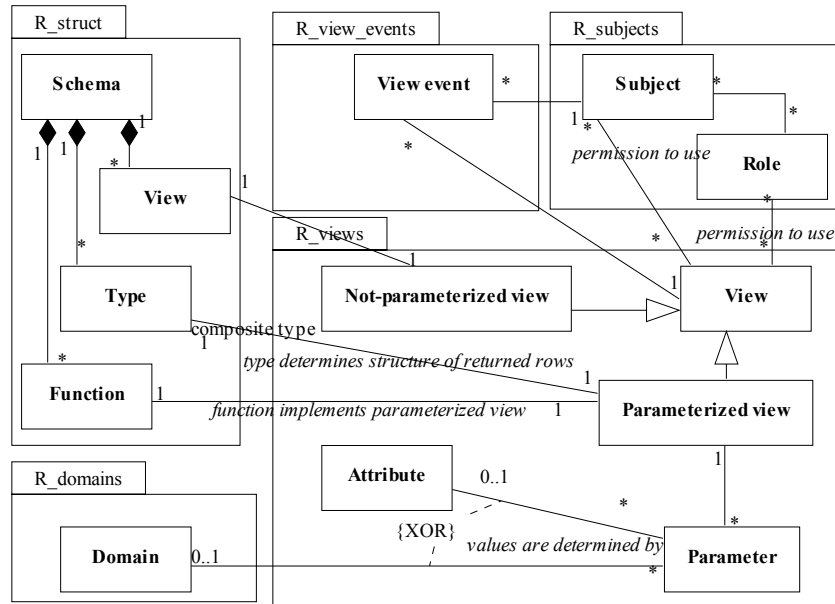 R_struct
R_view_events
R_subjects
Schema
View event
Subject
*
*
*
1
1
1
1
*
*
*
*
permission to use
Role
*
View
1
*
R_views
*
*
permission to use
1
Type
Not-parameterized view
1
View
composite type
1
type determines structure of returned rows
*
1
Function
1
function implements parameterized view
1
Parameterized view
Attribute
0..1
1
R_domains
*
{XOR}
*
values are determined by
Domain
0..1
*
Parameter